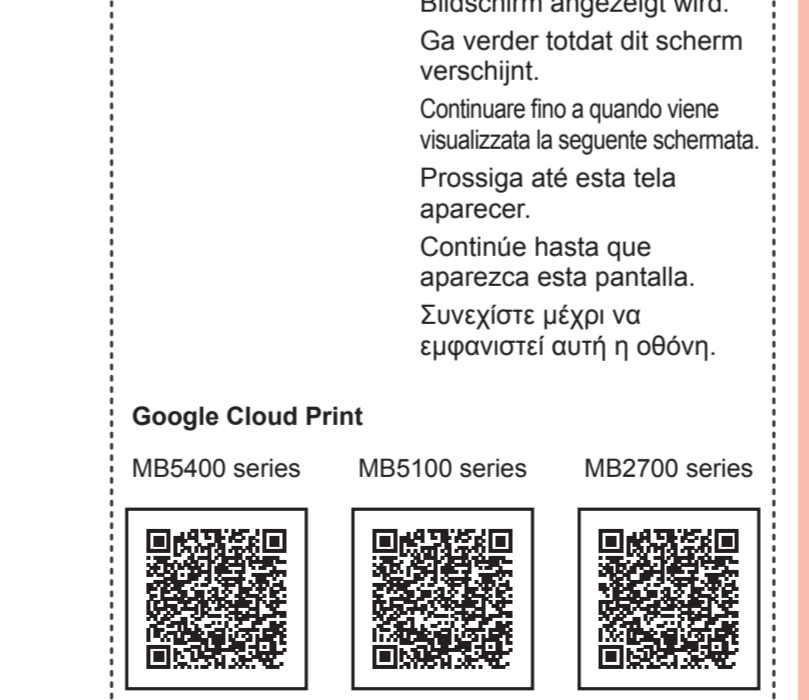 Bildschirm angezeigt wird.
Ga verder totdat dit scherm
verschijnt.
Continuare fino a quando viene
visualizzata la seguente schermata.
Prossiga até esta tela
aparecer.
Continúe hasta que
aparezca esta pantalla.
Συνεχίστε μέχρι να
εμφανιστεί αυτή η οθόνη.
Google Cloud Print
MB5400 series MB5100 series MB2700 series